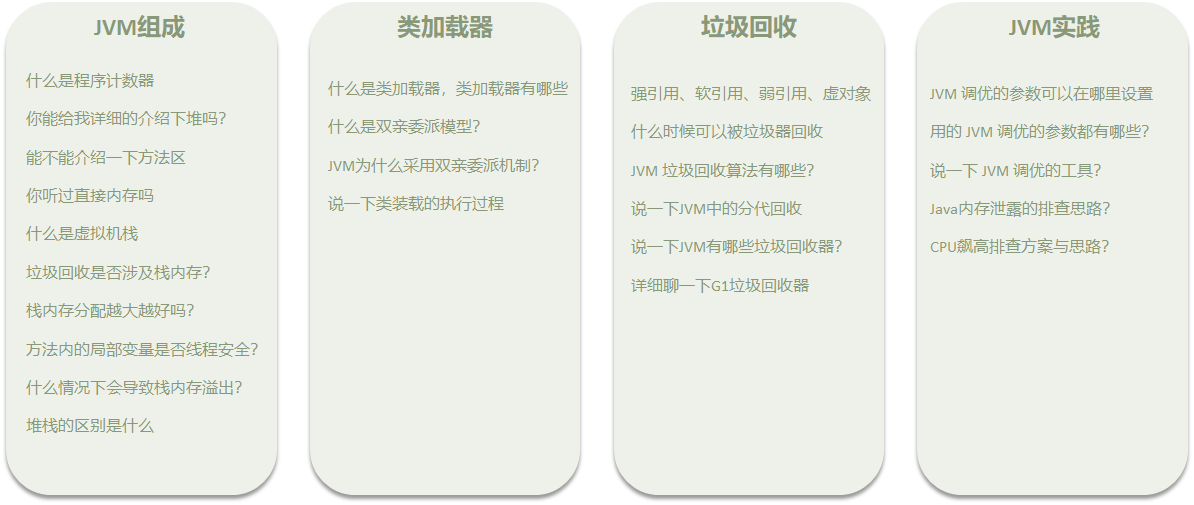 JVM组成
什么是程序计数器
你能给我详细的介绍下堆吗？
能不能介绍一下方法区
你听过直接内存吗
什么是虚拟机栈
垃圾回收是否涉及栈内存？
栈内存分配越大越好吗？
方法内的局部变量是否线程安全？
什么情况下会导致栈内存溢出？
堆栈的区别是什么
类加载器
什么是类加载器，类加载器有哪些
什么是双亲委派模型？
JVM为什么采用双亲委派机制？
说一下类装载的执行过程
垃圾回收
强引用、软引用、弱引用、虚对象
什么时候可以被垃圾器回收
JVM 垃圾回收算法有哪些？
说一下JVM中的分代回收
说一下JVM有哪些垃圾回收器？
详细聊一下G1垃圾回收器
JVM实践
JVM 调优的参数可以在哪里设置
用的 JVM 调优的参数都有哪些？
说一下 JVM 调优的工具？
Java内存泄露的排查思路？
CPU飙高排查方案与思路？